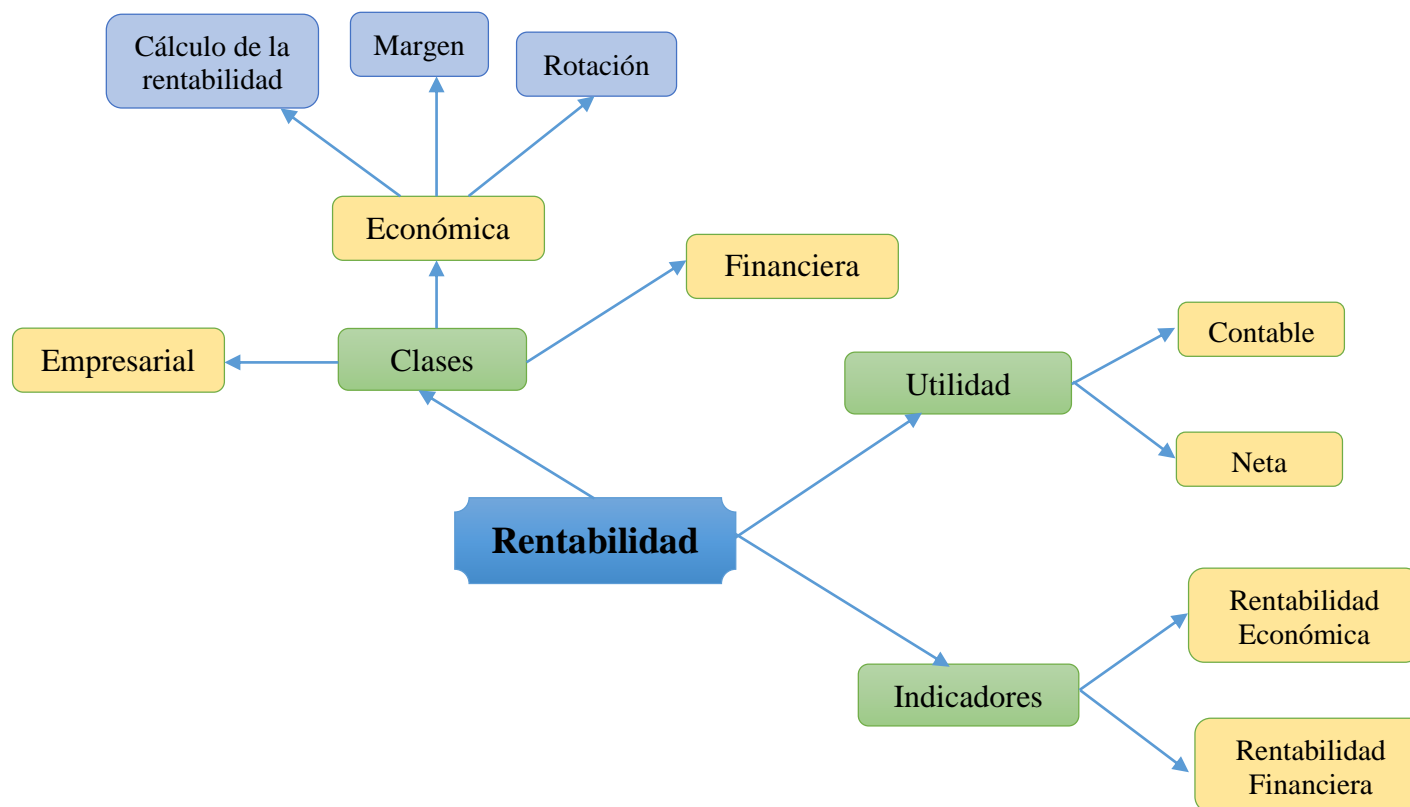 Cálculo de la
rentabilidad
Margen
Rotación
Económica
Financiera
Empresarial
Clases
Contable
Utilidad
Neta
Rentabilidad
Rentabilidad
Económica
Indicadores
Rentabilidad
Financiera